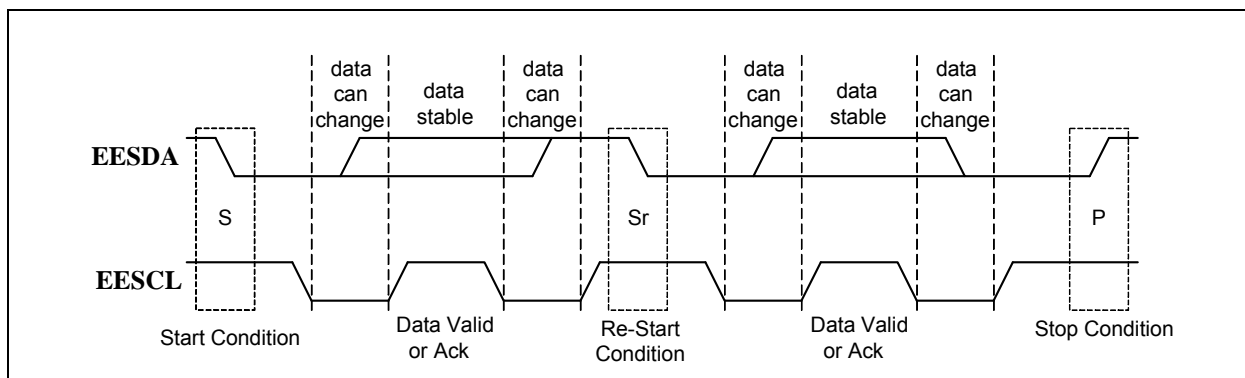 data
can
change
data
stable
data
can
change
data
can
change
data
stable
data
can
change
EESDA
S
Sr
P
EESCL
Start Condition
Data Valid
or Ack
Re-Start
Condition
Data Valid
or Ack
Stop Condition